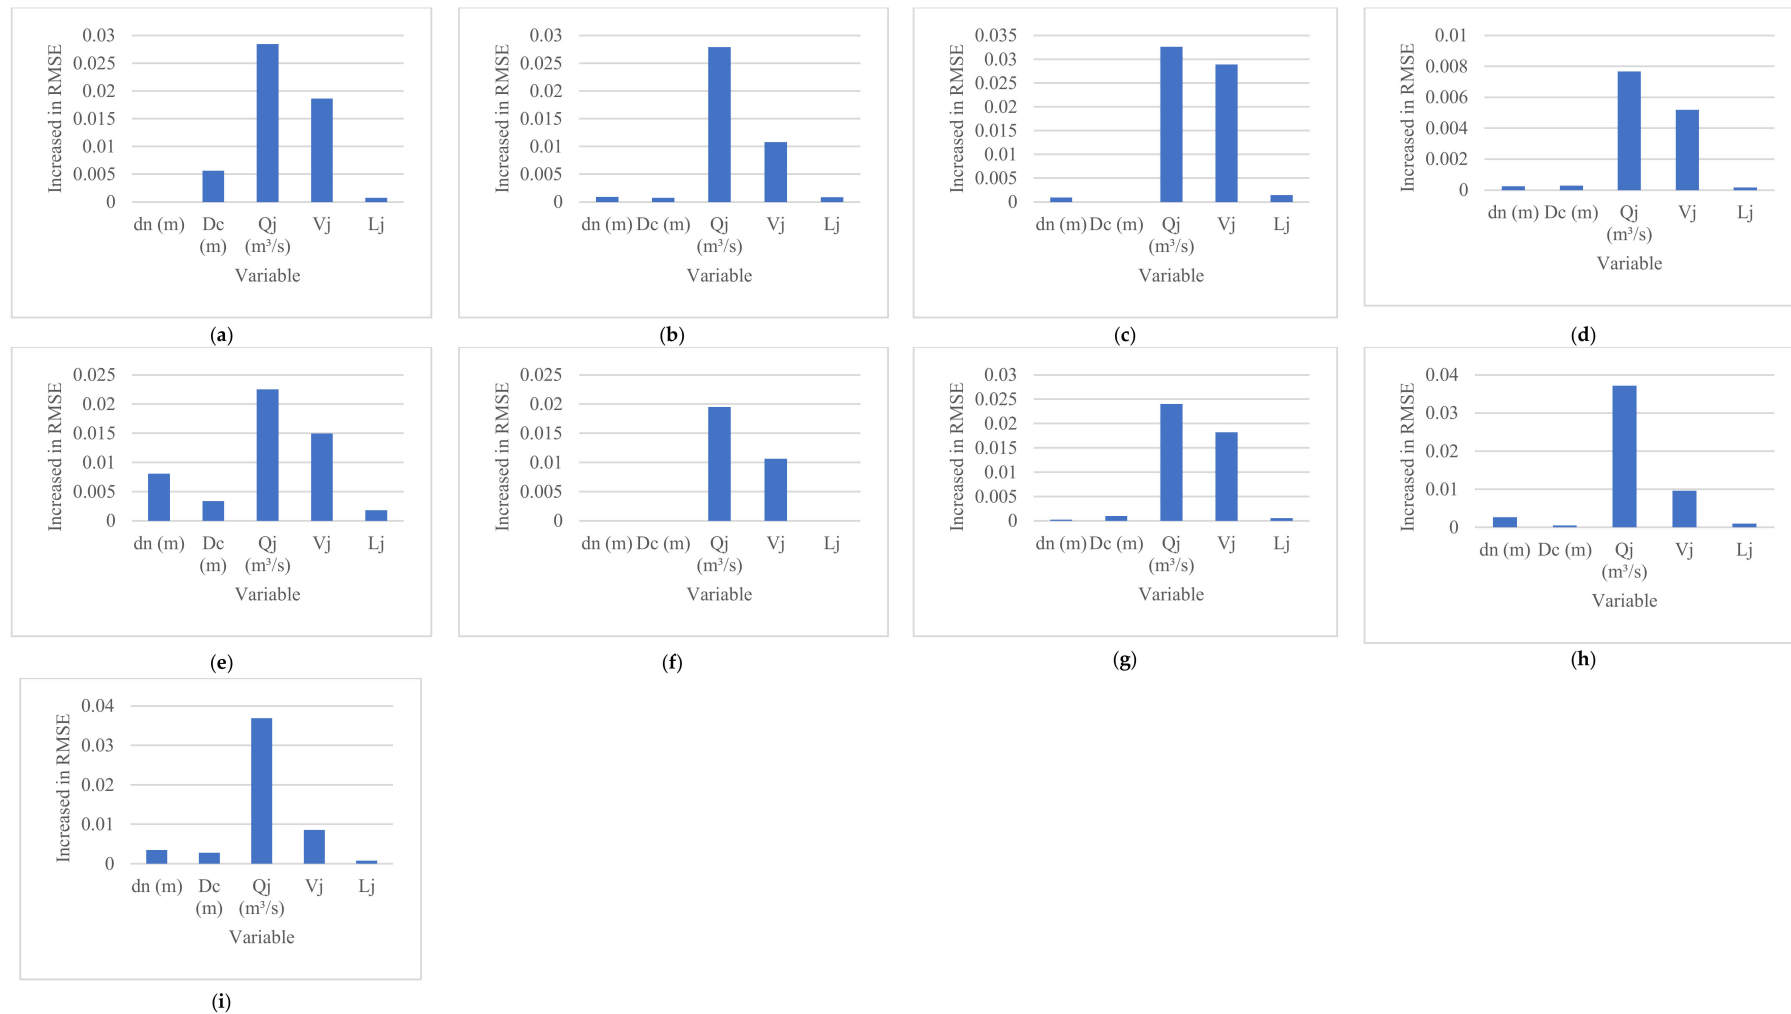 Increased in RMSE
0.03
0.025
0.02
0.015
0.01
0.005
0
dn (m) Dc (m) Qj (m³/s) Vj Lj
Variable
(a)
Increased in RMSE
0.03
0.025
0.02
0.015
0.01
0.005
0
dn (m) Dc (m) Qj (m³/s) Vj Lj
Variable
(b)
Increased in RMSE
0.035
0.03
0.025
0.02
0.015
0.01
0.005
0
dn (m) Dc (m) Qj (m³/s) Vj Lj
Variable
(c)
Increased in RMSE
0.01
0.008
0.006
0.004
0.002
0
dn (m) Dc (m) Qj (m³/s) Vj Lj
Variable
(d)
Increased in RMSE
0.025
0.02
0.015
0.01
0.005
0
dn (m) Dc (m) Qj (m³/s) Vj Lj
Variable
(e)
Increased in RMSE
0.025
0.02
0.015
0.01
0.005
0
dn (m) Dc (m) Qj (m³/s) Vj Lj
Variable
(f)
Increased in RMSE
0.03
0.025
0.02
0.015
0.01
0.005
0
dn (m) Dc (m) Qj (m³/s) Vj Lj
Variable
(g)
Increased in RMSE
0.04
0.03
0.02
0.01
0
dn (m) Dc (m) Qj (m³/s) Vj Lj
Variable
(h)
Increased in RMSE
0.04
0.03
0.02
0.01
0
dn (m) Dc (m) Qj (m³/s) Vj Lj
Variable
(i)